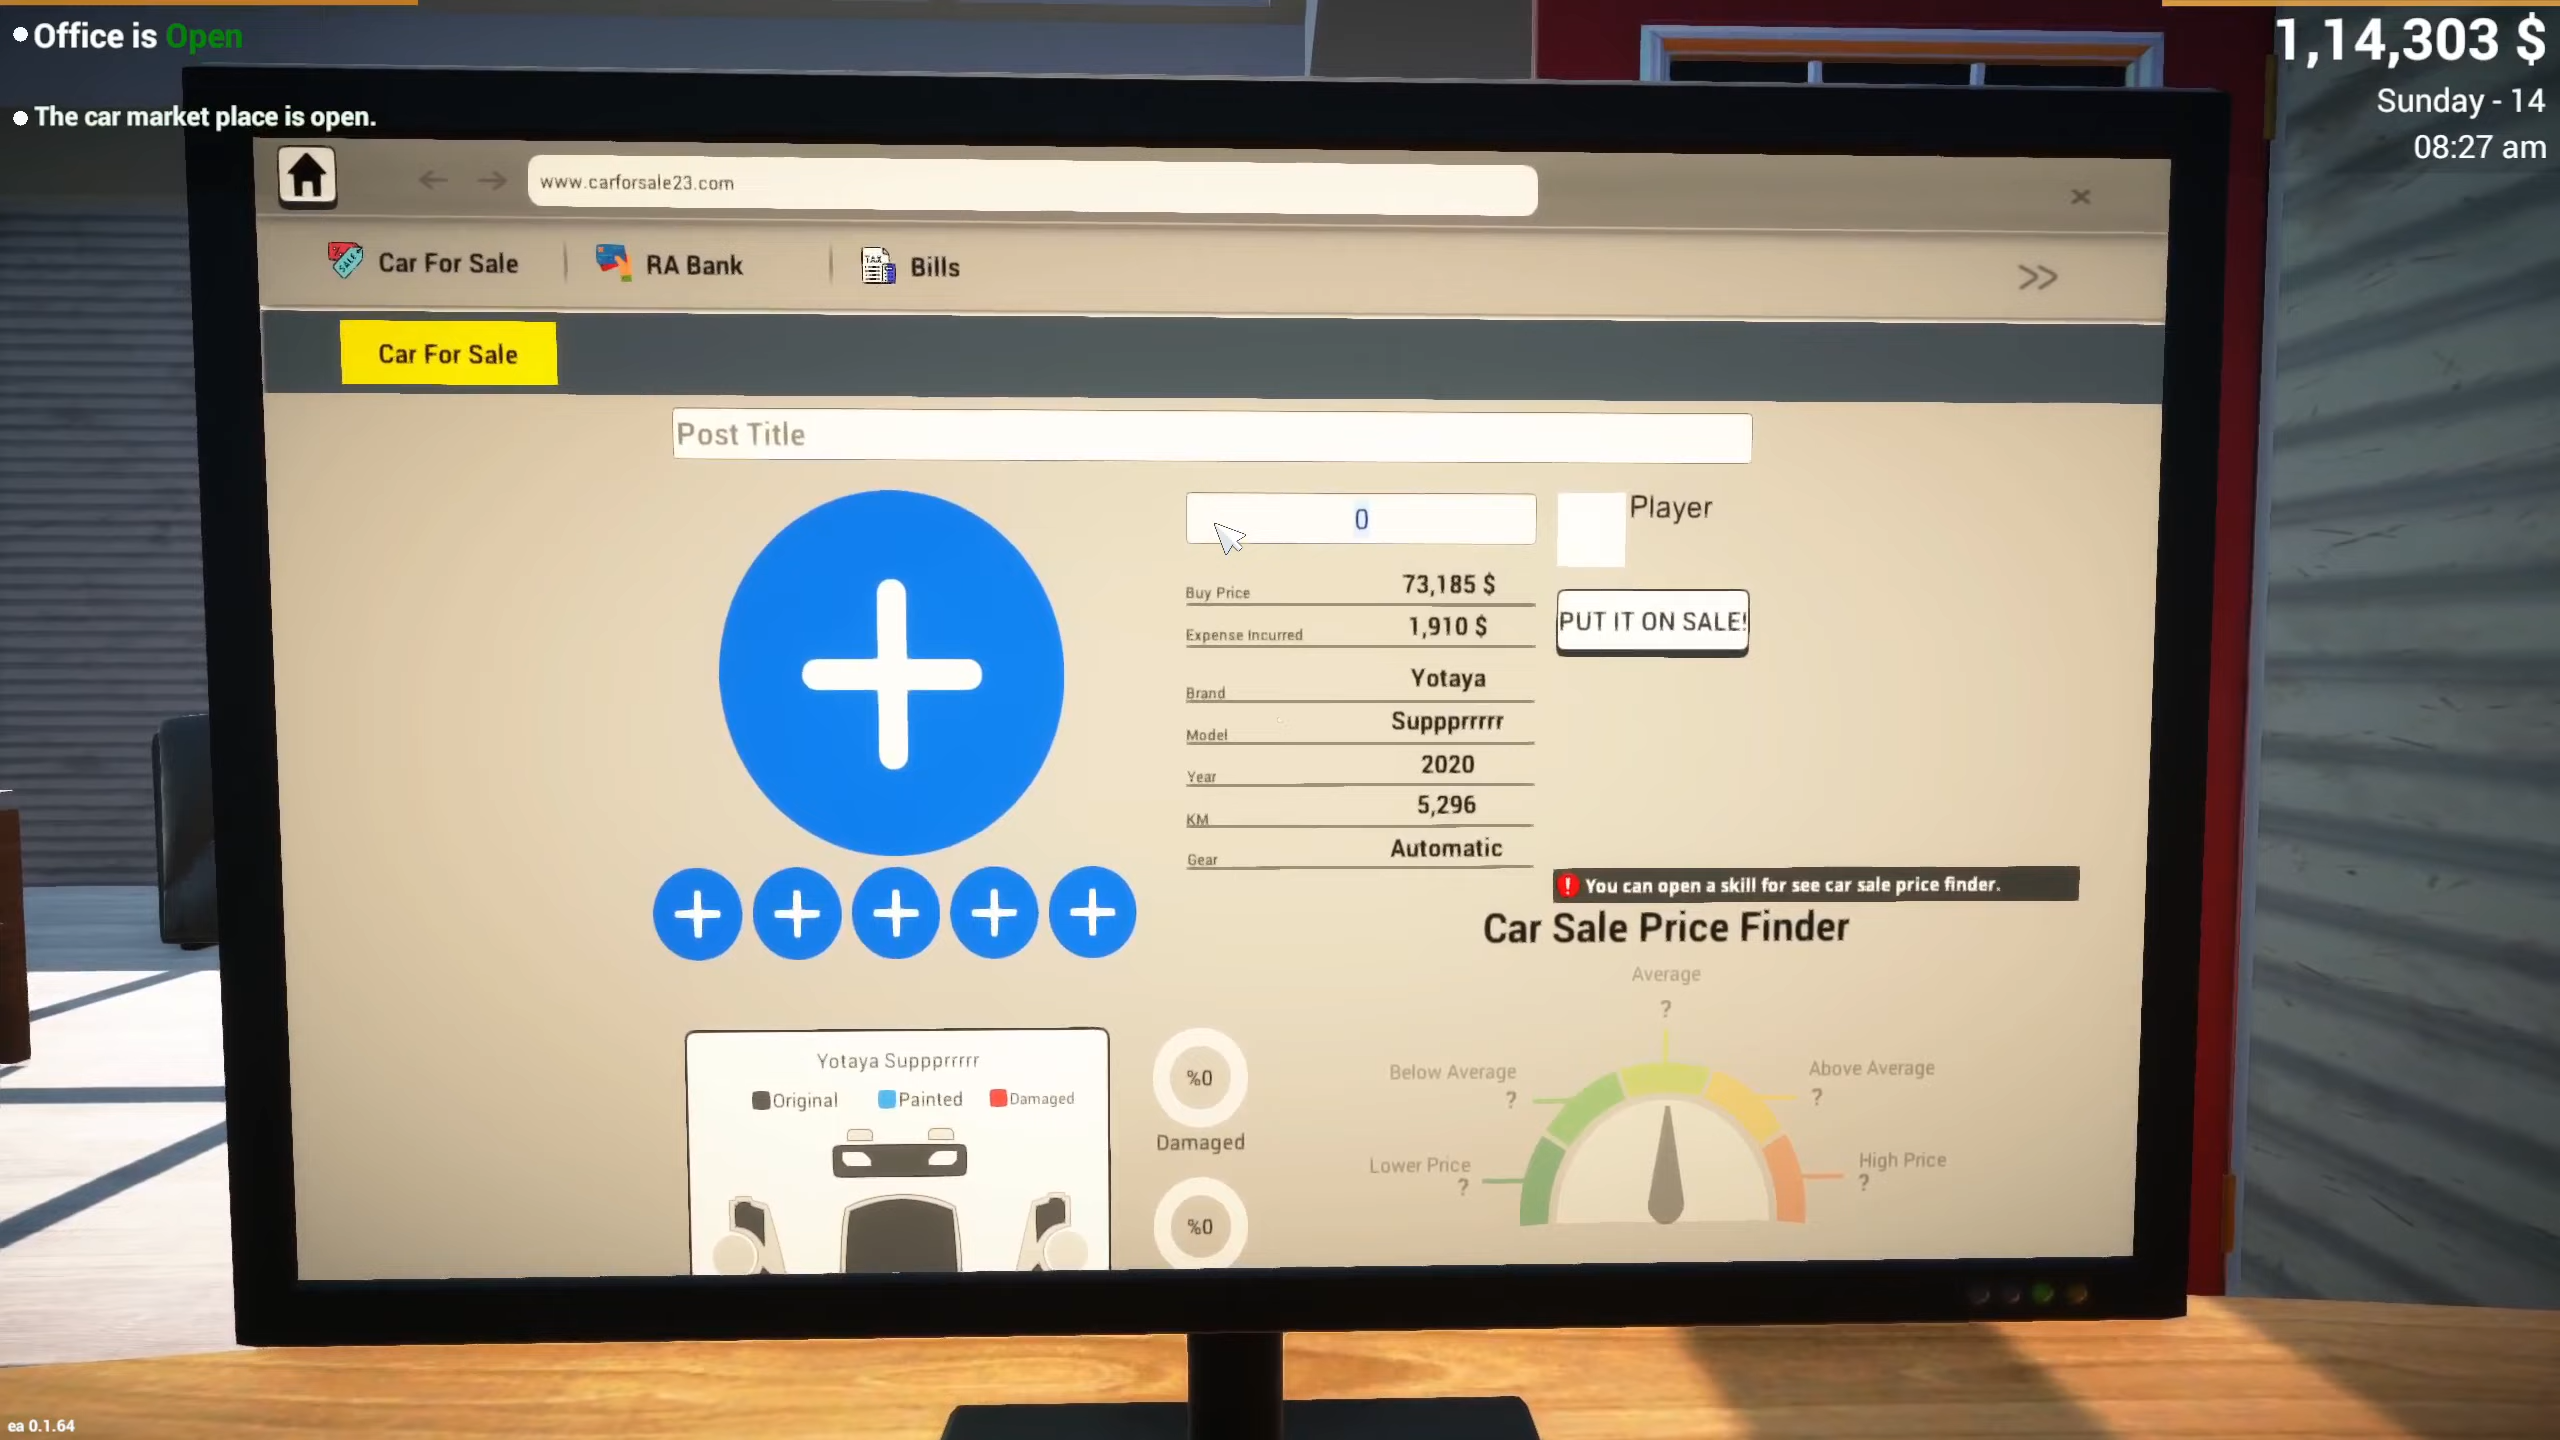 Office is Open
The car market place is open.
1,14,303 $
Sunday - 14
08:27 am
www.carforsale23.com
×
Car For Sale
RA Bank
Bills
>>
Car For Sale
Post Title
0
Player
Buy Price 73,185 $
PUT IT ON SALE!
Expense Incurred 1,910 $
Brand Yotaya
Model Suppprrrrr
Year 2020
KM 5,296
Gear Automatic
! You can open a skill for see car sale price finder.
Car Sale Price Finder
Average
?
Below Average
?
Above Average
?
Lower Price
?
High Price
?
Yotaya Suppprrrrr
Original Painted Damaged
%0
Damaged
%0
ea 0.1.64